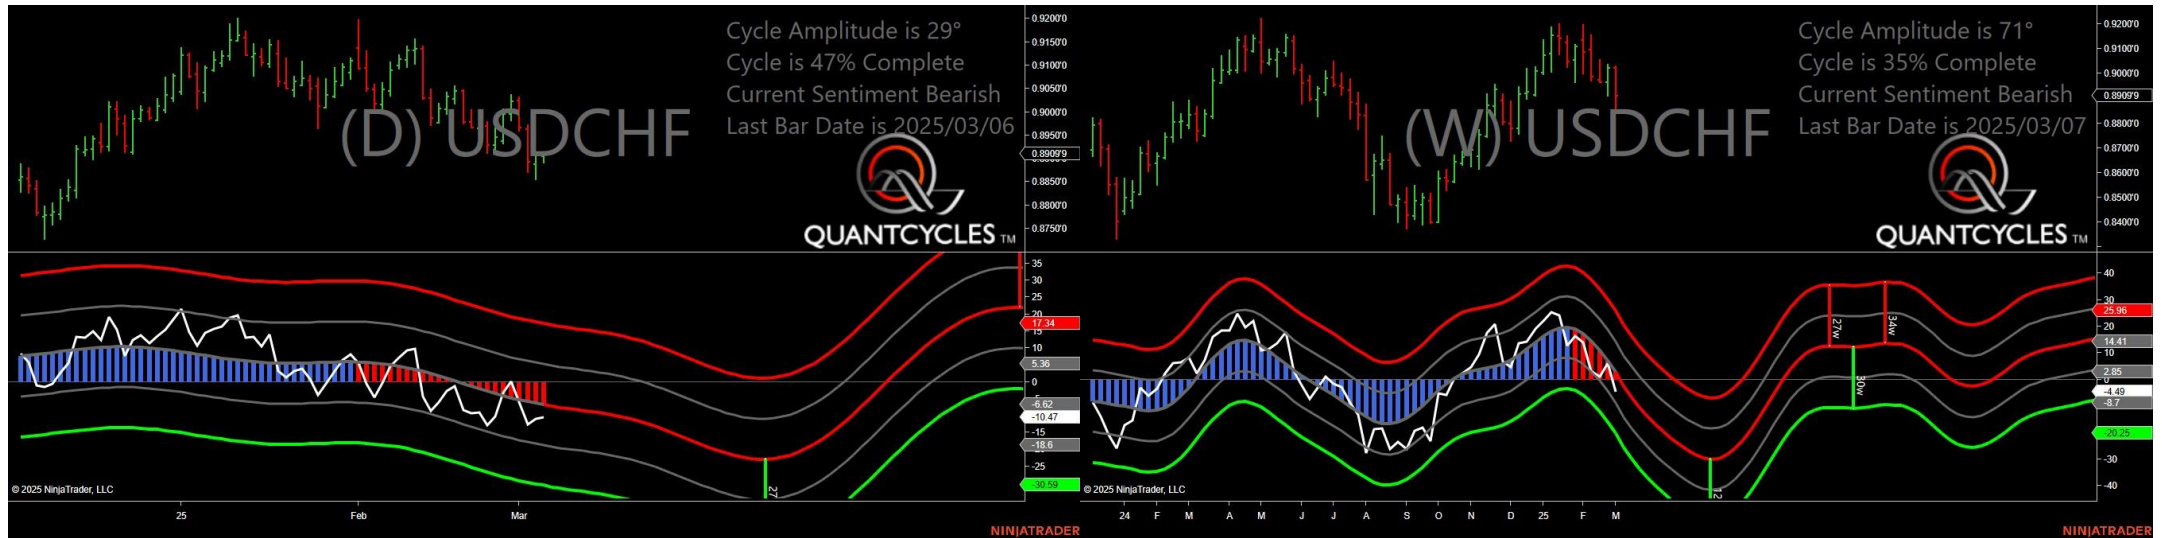 Cycle Amplitude is 29°
Cycle is 47% Complete
Current Sentiment Bearish
Last Bar Date is 2025/03/06
(D) USDCHF
QUANTCYCLES TM
0.9200'0
0.9150'0
0.9100'0
0.9050'0
0.9000'0
0.8950'0
0.8909'9
0.8850'0
0.8800'0
0.8750'0
35
30
25
20
17.34
10
5.36
0
-6.62
-10.47
-15
-18.6
-25
-30.59
27
© 2025 NinjaTrader, LLC
25
Feb
Mar
NINJATRADER
Cycle Amplitude is 71°
Cycle is 35% Complete
Current Sentiment Bearish
Last Bar Date is 2025/03/07
(W) USDCHF
QUANTCYCLES TM
0.9200'0
0.9100'0
0.9000'0
0.8909'9
0.8800'0
0.8700'0
0.8600'0
0.8500'0
0.8400'0
40
30
25.96
20
14.41
10
2.85
0
-4.49
-8.7
-20.25
-30
-40
27w
34w
30w
12
© 2025 NinjaTrader, LLC
24
F
M
A
M
J
J
A
S
O
N
D
25
F
M
NINJATRADER